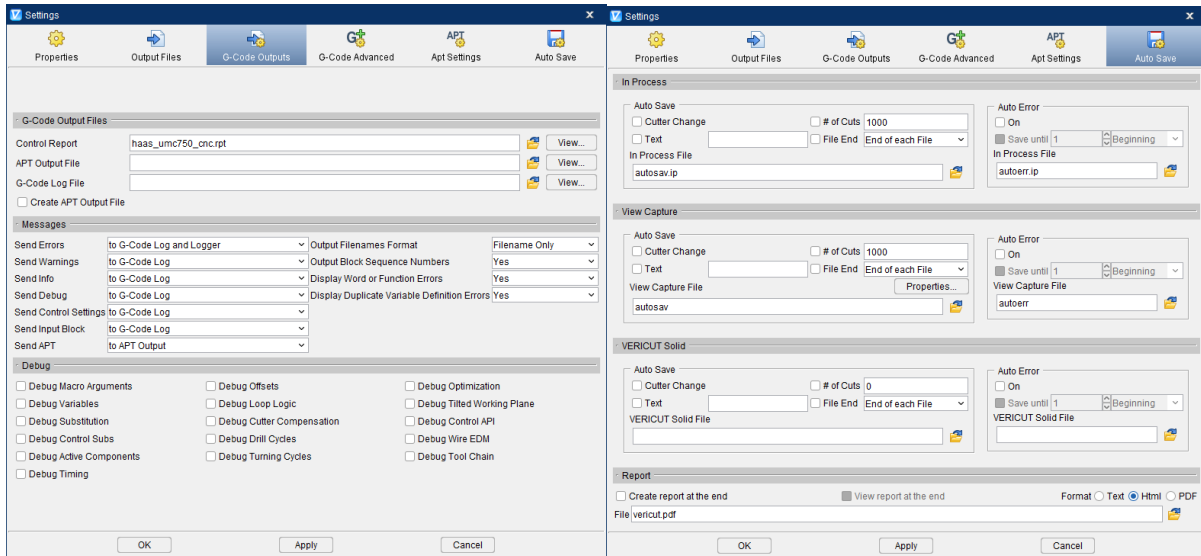 Settings
x
Properties Output Files G-Code Outputs G-Code Advanced Apt Settings Auto Save
G-Code Output Files
Control Report haas_umc750_cnc.rpt View...
APT Output File View...
G-Code Log File View...
Create APT Output File
Messages
Send Errors to G-Code Log and Logger Output Filenames Format Filename Only
Send Warnings to G-Code Log Output Block Sequence Numbers Yes
Send Info to G-Code Log Display Word or Function Errors Yes
Send Debug to G-Code Log Display Duplicate Variable Definition Errors Yes
Send Control Settings to G-Code Log
Send Input Block to G-Code Log
Send APT to APT Output
Debug
Debug Macro Arguments Debug Offsets Debug Optimization
Debug Variables Debug Loop Logic Debug Tilted Working Plane
Debug Substitution Debug Cutter Compensation Debug Control API
Debug Control Subs Debug Drill Cycles Debug Wire EDM
Debug Active Components Debug Turning Cycles Debug Tool Chain
Debug Timing
OK Apply Cancel
Settings
x
Properties Output Files G-Code Outputs G-Code Advanced Apt Settings Auto Save
In Process
Auto Save Auto Error
Cutter Change # of Cuts 1000 On
Text File End End of each File Save until 1 Beginning
In Process File In Process File
autosav.ip autoerr.ip
View Capture
Auto Save Auto Error
Cutter Change # of Cuts 1000 On
Text File End End of each File Save until 1 Beginning
View Capture File Properties... View Capture File
autosav autoerr
VERICUT Solid
Auto Save Auto Error
Cutter Change # of Cuts 0 On
Text File End End of each File Save until 1 Beginning
VERICUT Solid File VERICUT Solid File
Report
Create report at the end View report at the end Format Text Html PDF
File vericut.pdf
OK Apply Cancel